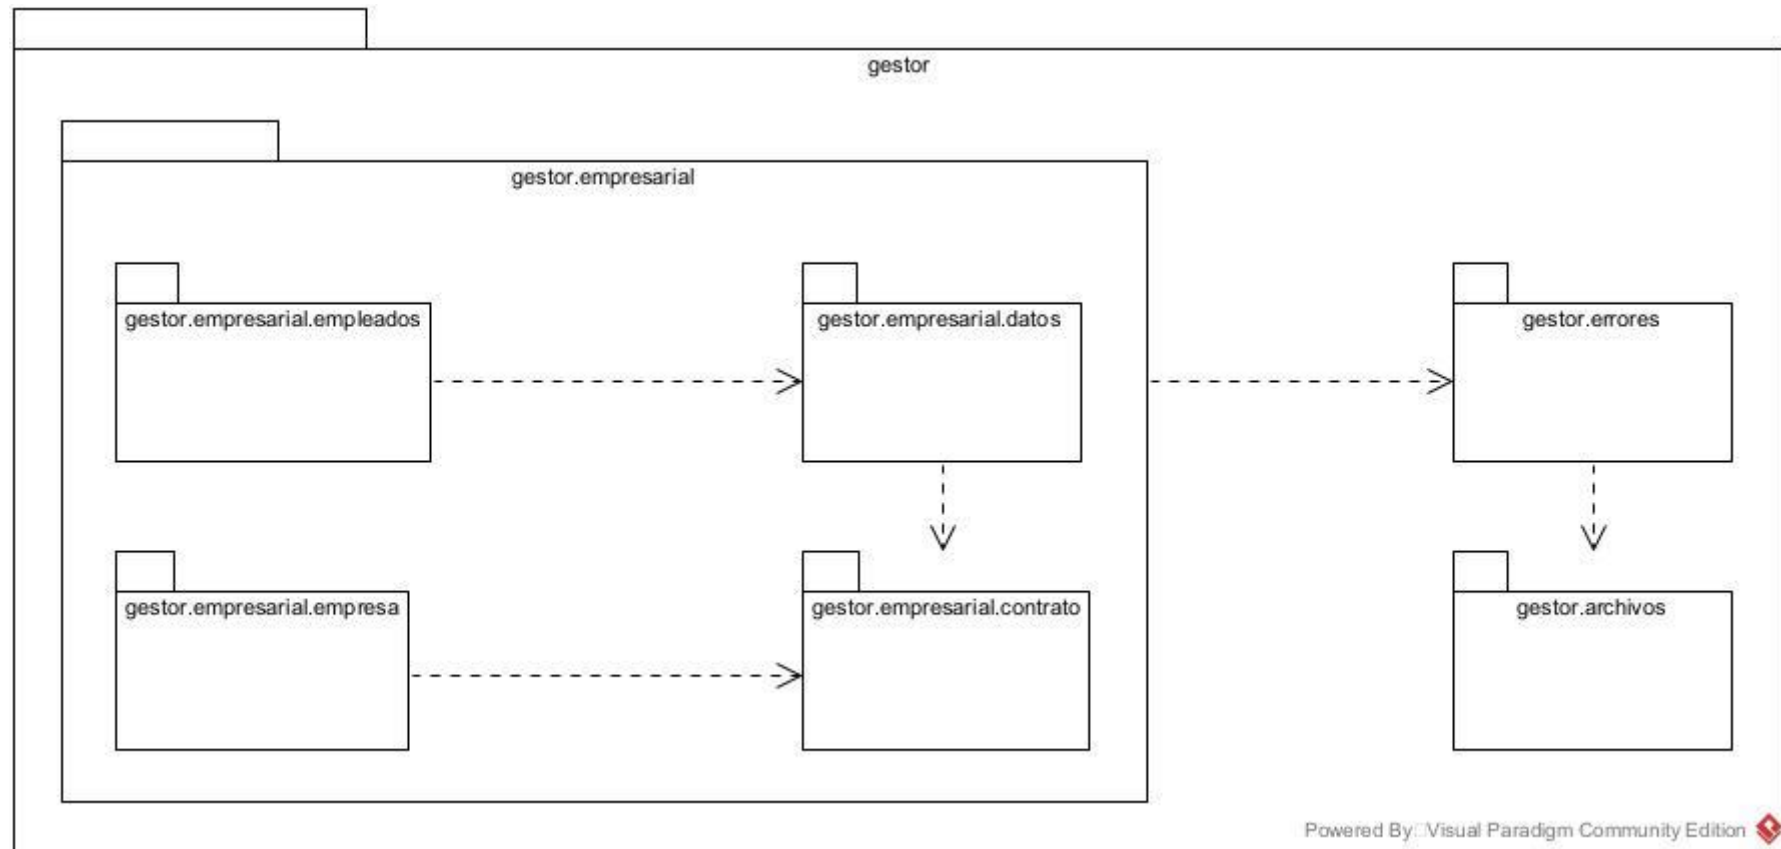 gestor
gestor.empresarial
gestor.empresarial.empleados
gestor.empresarial.datos
gestor.errores
gestor.empresarial.empresa
gestor.empresarial.contrato
gestor.archivos
Powered By Visual Paradigm Community Edition